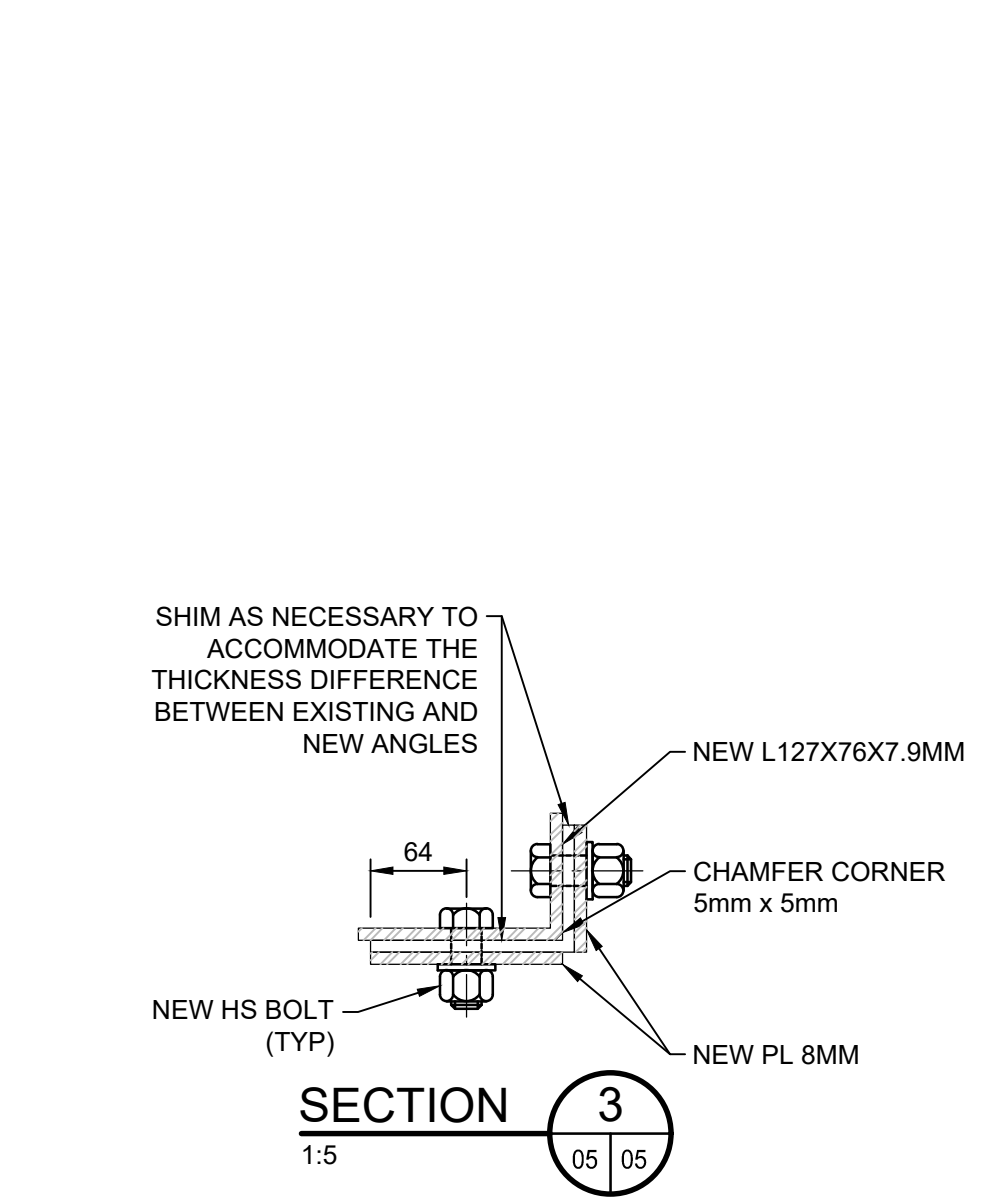 SHIM AS NECESSARY TO
ACCOMMODATE THE
THICKNESS DIFFERENCE
BETWEEN EXISTING AND
NEW ANGLES
NEW L127X76X7.9MM
64
CHAMFER CORNER
5mm x 5mm
NEW HS BOLT
(TYP)
NEW PL 8MM
SECTION
3
1:5
05 05